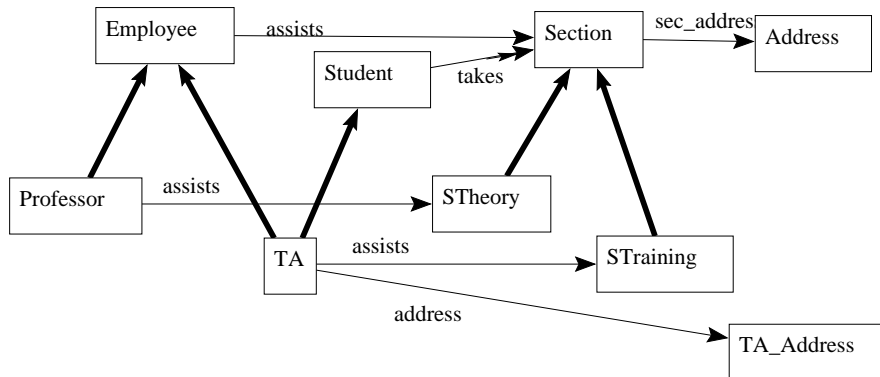 Employee
assists
Section
sec_addres
Address
Student
takes
Professor
assists
STheory
TA
assists
STraining
address
TA_Address